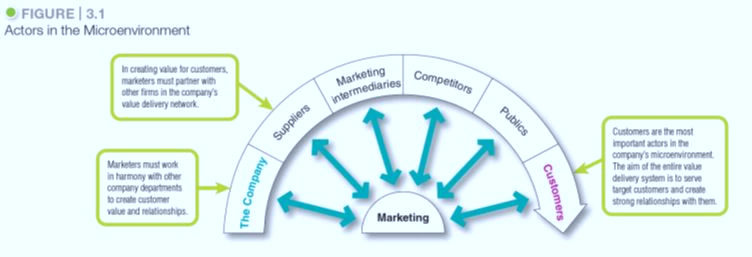 FIGURE | 3.1
Actors in the Microenvironment
In creating value for customers,
marketers must partner with
other firms in the company's
value delivery network.
Marketers must work
in harmony with other
company departments
to create customer
value and relationships.
The Company
Suppliers
Marketing
intermediaries
Competitors
Publics
Customers
Marketing
Customers are the most
important actors in the
company's microenvironment.
The aim of the entire value
delivery system is to serve
target customers and create
strong relationships with them.